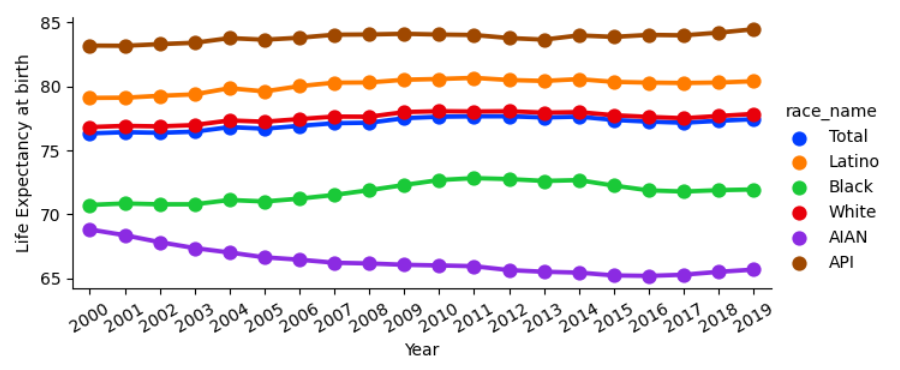 Life Expectancy at birth
85
80
75
70
65
2000 2001 2002 2003 2004 2005 2006 2007 2008 2009 2010 2011 2012 2013 2014 2015 2016 2017 2018 2019
Year
race_name
Total
Latino
Black
White
AIAN
API